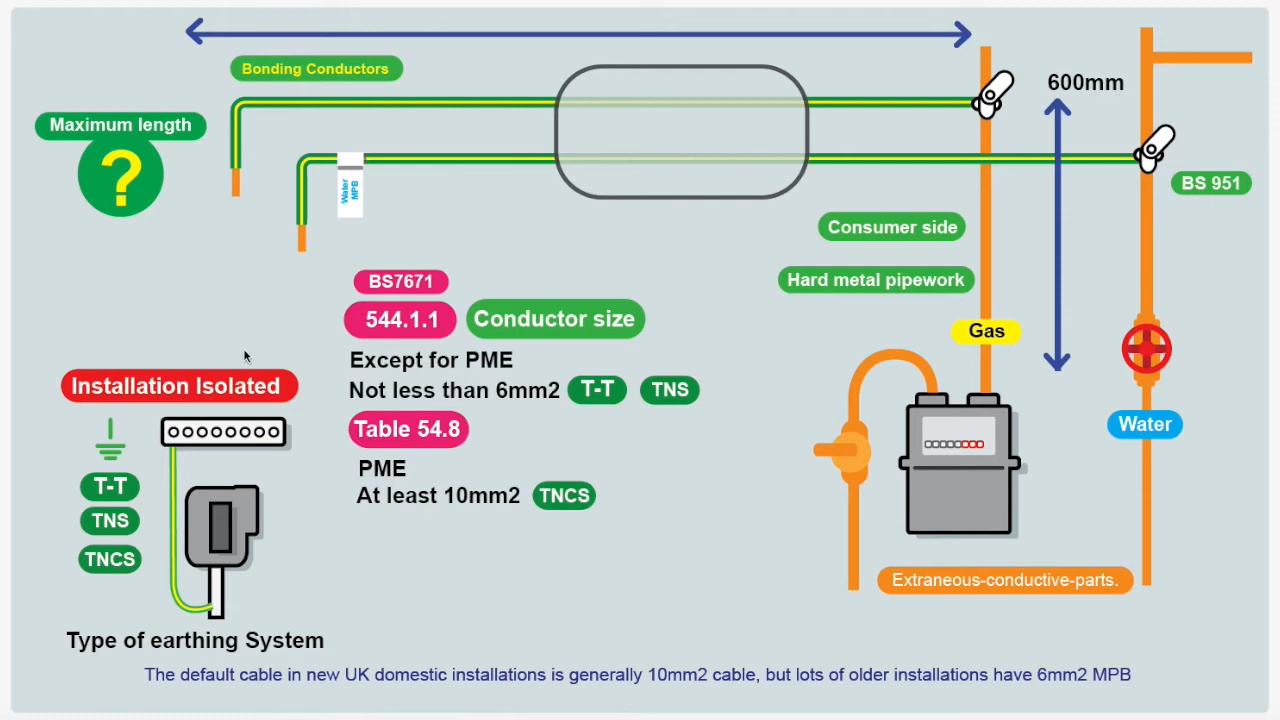 Bonding Conductors
600mm
Maximum length
?
Water
MPB
BS 951
Consumer side
BS7671
Hard metal pipework
544.1.1 Conductor size
Gas
Except for PME
Installation Isolated
Not less than 6mm2 T-T TNS
Table 54.8
Water
PME
T-T
At least 10mm2 TNCS
TNS
TNCS
Extraneous-conductive-parts.
Type of earthing System
The default cable in new UK domestic installations is generally 10mm2 cable, but lots of older installations have 6mm2 MPB